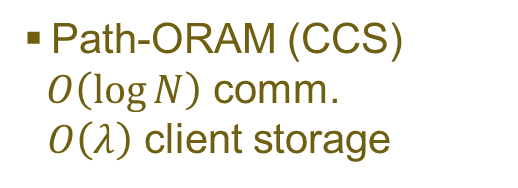 ▪ Path-ORAM (CCS)
O(log N) comm.
O(λ) client storage